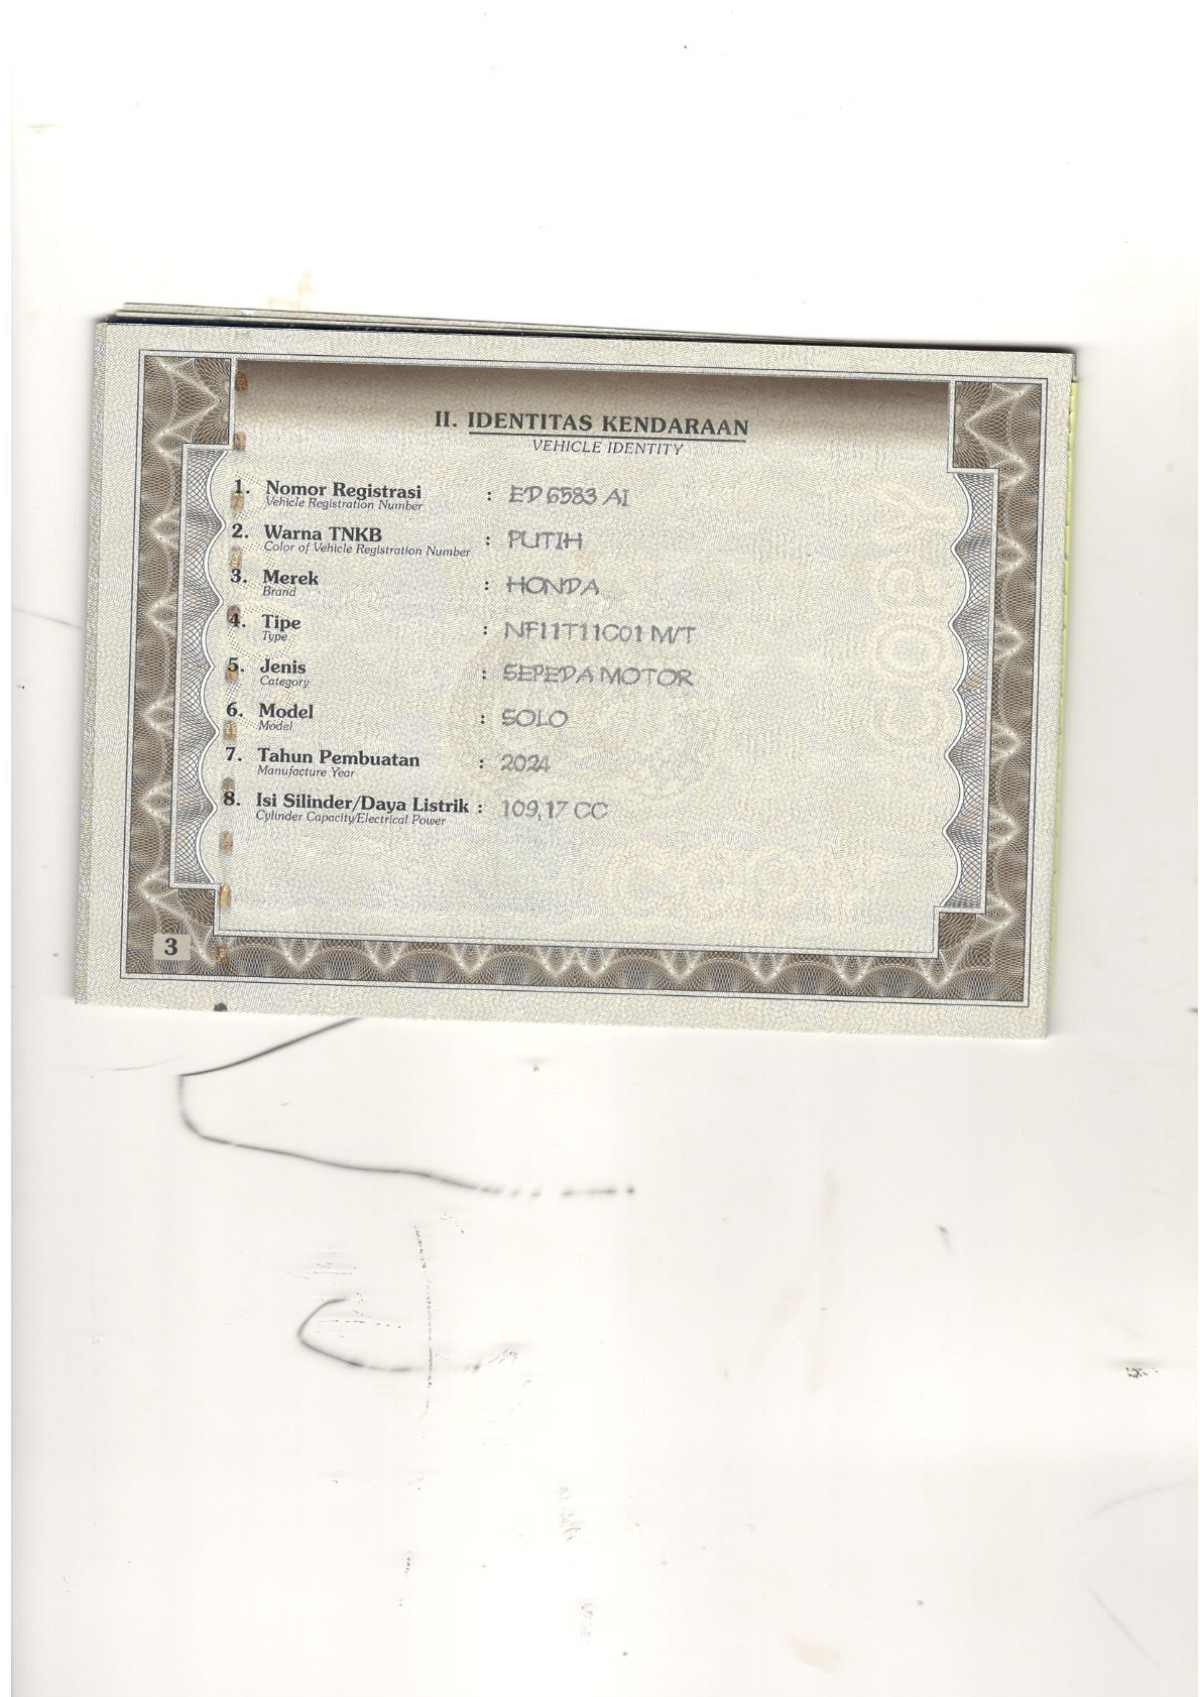 II. IDENTITAS KENDARAAN
VEHICLE IDENTITY
1. Nomor Registrasi : ED 6583 AI
Vehicle Registration Number
2. Warna TNKB : PUTIH
Color of Vehicle Registration Number
3. Merek : HONDA
Brand
4. Tipe : NF11T11C01 M/T
Type
5. Jenis : SEPEDA MOTOR
Category
6. Model : SOLO
Model
7. Tahun Pembuatan : 2024
Manufacture Year
8. Isi Silinder/Daya Listrik : 109,17 CC
Cylinder Capacity/Electrical Power
COPY
COPY
3